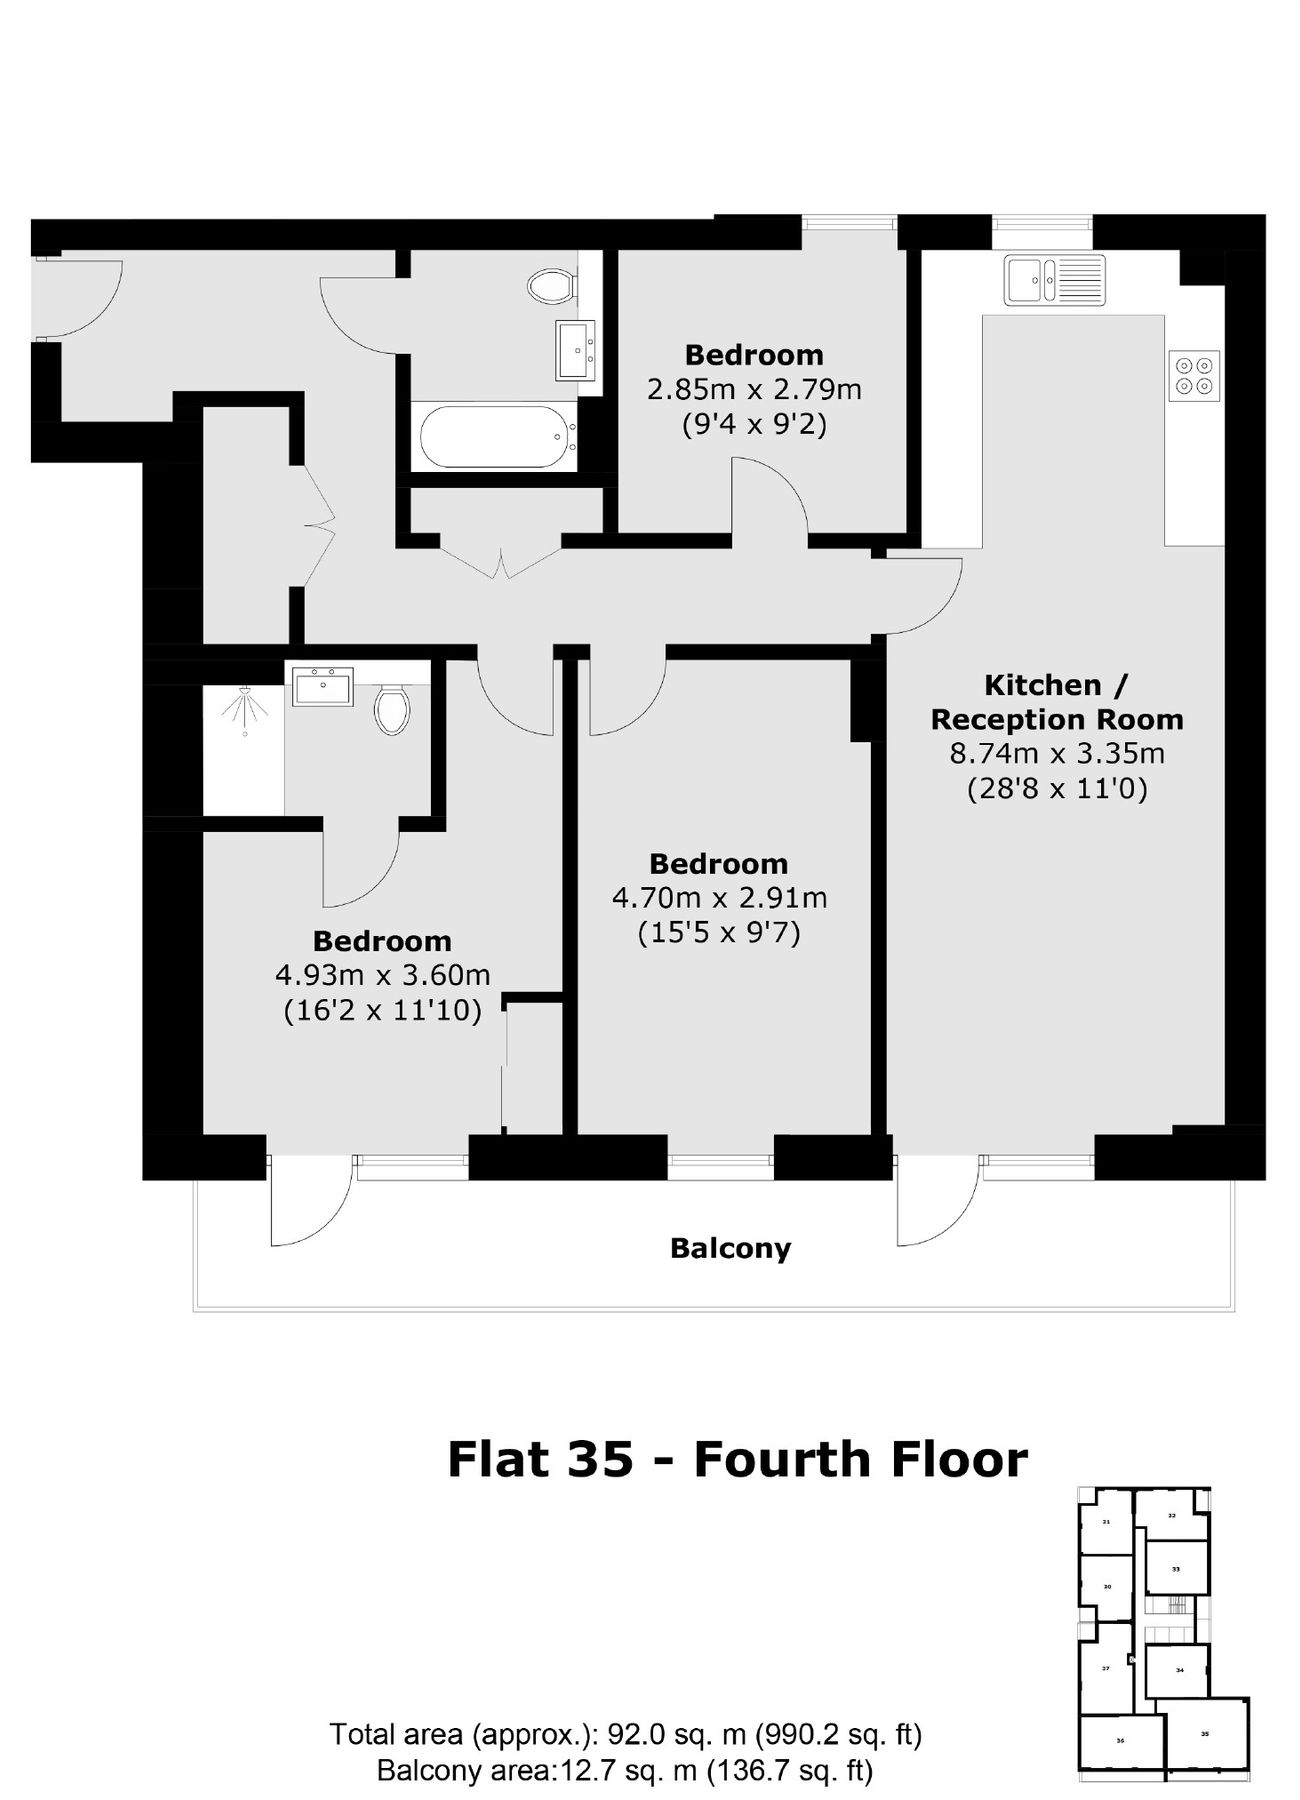 Bedroom
2.85m x 2.79m
(9'4 x 9'2)
Kitchen /
Reception Room
8.74m x 3.35m
(28'8 x 11'0)
Bedroom
4.70m x 2.91m
(15'5 x 9'7)
Bedroom
4.93m x 3.60m
(16'2 x 11'10)
Balcony
Flat 35 - Fourth Floor
31
32
33
30
37
34
35
36
Total area (approx.): 92.0 sq. m (990.2 sq. ft)
Balcony area:12.7 sq. m (136.7 sq. ft)